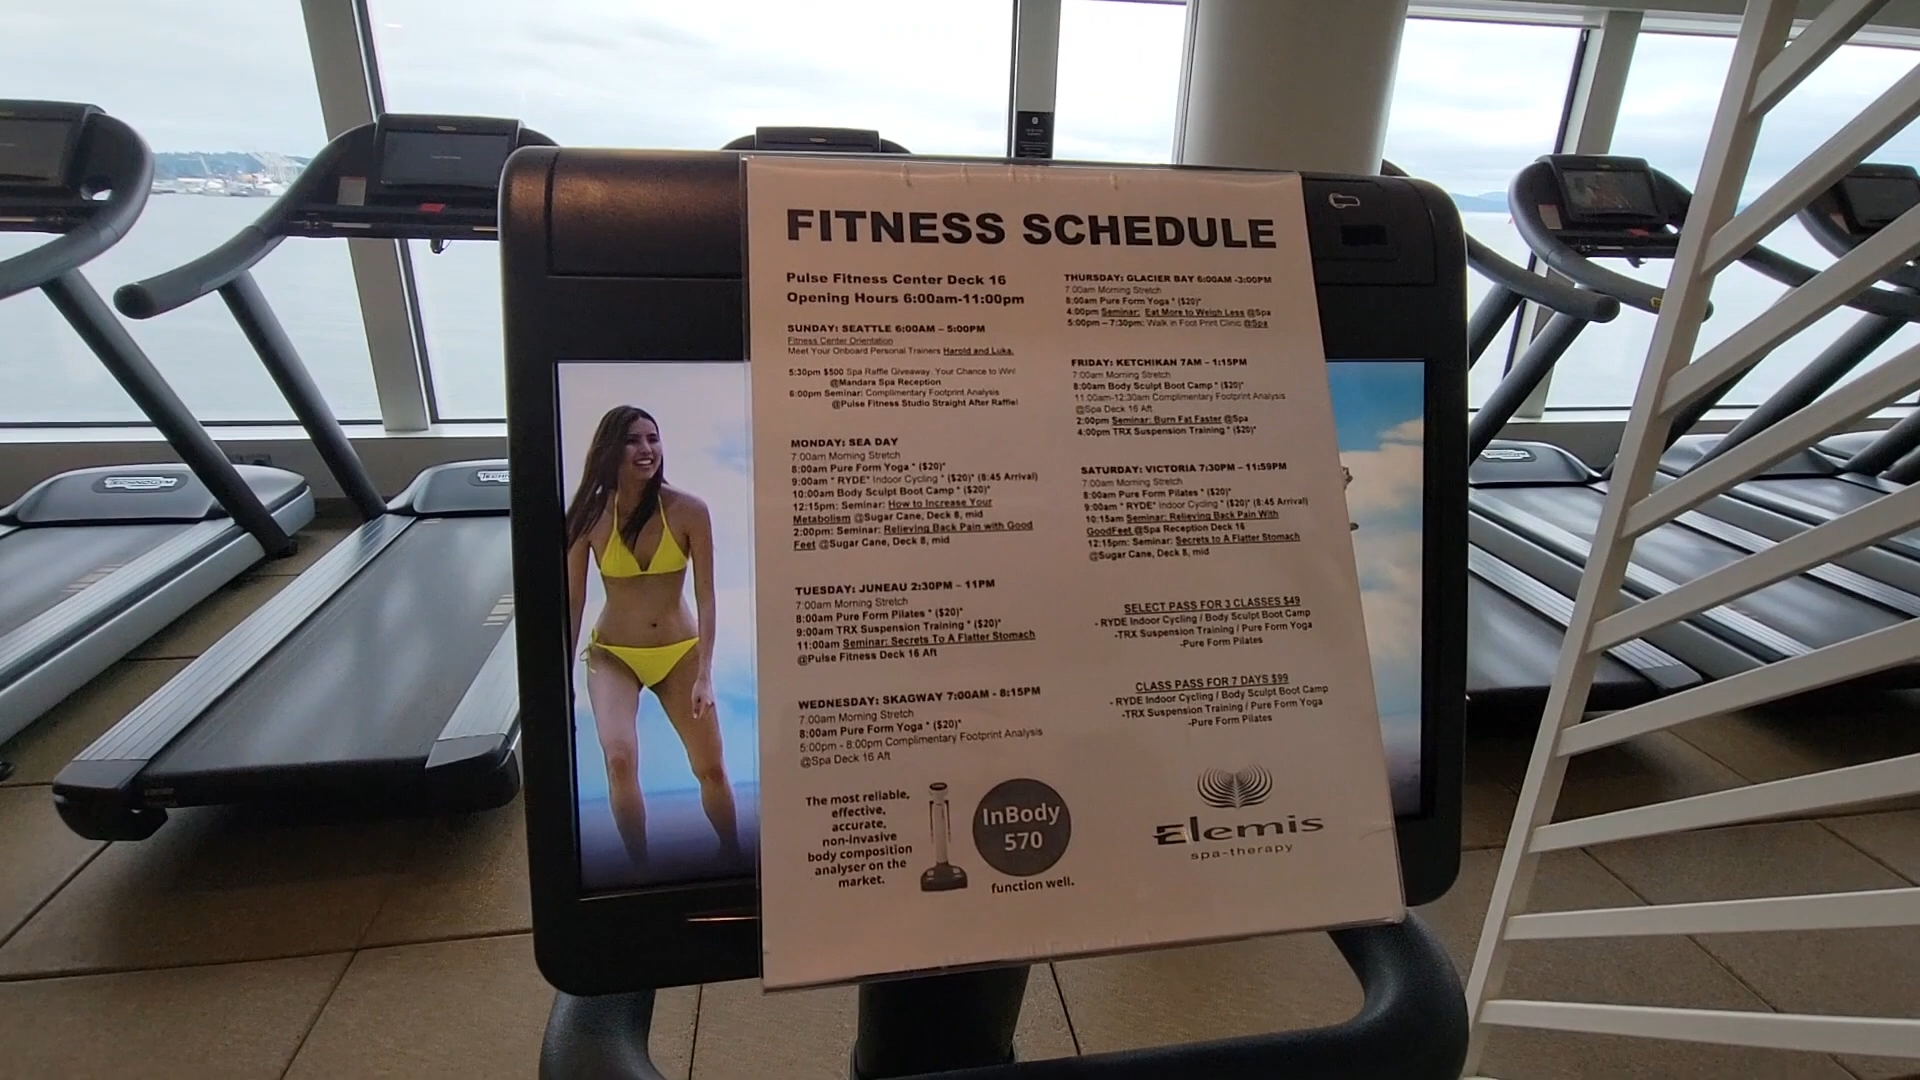 FITNESS SCHEDULE
Pulse Fitness Center Deck 16
Opening Hours 6:00am-11:00pm
SUNDAY: SEATTLE 6:00AM – 5:00PM
Fitness Center Orientation
Meet Your Onboard Personal Trainers Harold and Luka.
5:30pm $500 Spa Raffle Giveaway. Your Chance to Win!
@Mandara Spa Reception
6:00pm Seminar: Complimentary Footprint Analysis
@Pulse Fitness Studio Straight After Raffle!
MONDAY: SEA DAY
7:00am Morning Stretch
8:00am Pure Form Yoga * ($20)*
9:00am " RYDE" Indoor Cycling * ($20)* (8:45 Arrival)
10:00am Body Sculpt Boot Camp * ($20)*
12:15pm: Seminar: How to Increase Your
Metabolism @Sugar Cane, Deck 8, mid
2:00pm: Seminar: Relieving Back Pain with Good
Feet @Sugar Cane, Deck 8, mid
TUESDAY: JUNEAU 2:30PM – 11PM
7:00am Morning Stretch
8:00am Pure Form Pilates * ($20)*
9:00am TRX Suspension Training * ($20)*
11:00am Seminar: Secrets To A Flatter Stomach
@Pulse Fitness Deck 16 Aft
WEDNESDAY: SKAGWAY 7:00AM - 8:15PM
7:00am Morning Stretch
8:00am Pure Form Yoga * ($20)*
5:00pm - 8:00pm Complimentary Footprint Analysis
@Spa Deck 16 Aft
The most reliable,
effective,
accurate,
non-invasive
body composition
analyser on the
market.
InBody
570
function well.
THURSDAY: GLACIER BAY 6:00AM -3:00PM
7:00am Morning Stretch
8:00am Pure Form Yoga * ($20)*
4:00pm Seminar: Eat More to Weigh Less @Spa
5:00pm – 7:30pm: Walk in Foot Print Clinic @Spa
FRIDAY: KETCHIKAN 7AM – 1:15PM
7:00am Morning Stretch
8:00am Body Sculpt Boot Camp * ($20)*
11:00am-12:30am Complimentary Footprint Analysis
@Spa Deck 16 Aft
2:00pm Seminar: Burn Fat Faster @Spa
4:00pm TRX Suspension Training * ($20)*
SATURDAY: VICTORIA 7:30PM – 11:59PM
7:00am Morning Stretch
8:00am Pure Form Pilates * ($20)*
9:00am " RYDE" Indoor Cycling * ($20)* (8:45 Arrival)
10:15am Seminar: Relieving Back Pain With
GoodFeet @Spa Reception Deck 16
12:15pm: Seminar: Secrets to A Flatter Stomach
@Sugar Cane, Deck 8, mid
SELECT PASS FOR 3 CLASSES $49
- RYDE Indoor Cycling / Body Sculpt Boot Camp
-TRX Suspension Training / Pure Form Yoga
-Pure Form Pilates
CLASS PASS FOR 7 DAYS $99
- RYDE Indoor Cycling / Body Sculpt Boot Camp
-TRX Suspension Training / Pure Form Yoga
-Pure Form Pilates
Elemis
spa-therapy
TECHNOGYM